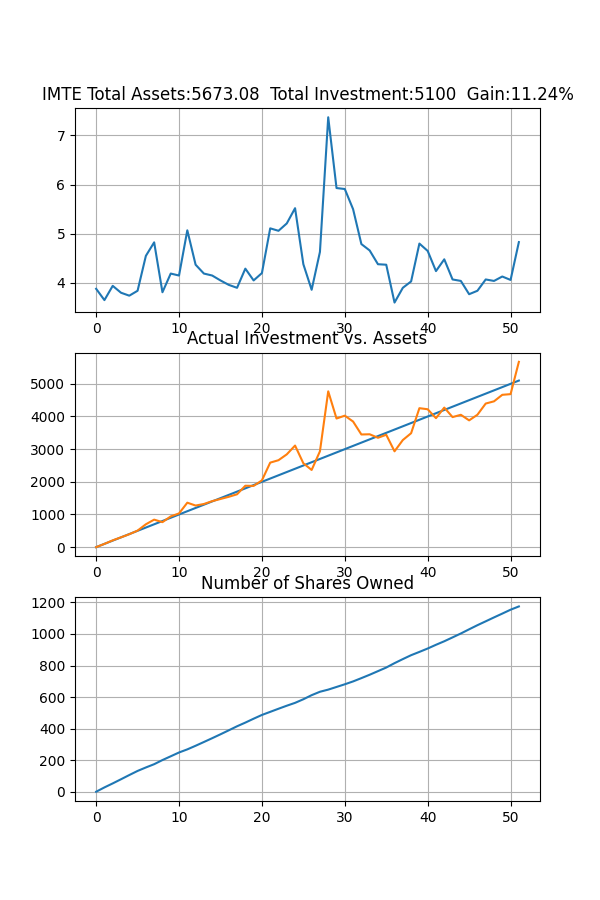 IMTE Total Assets:5673.08  Total Investment:5100  Gain:11.24%
7
6
5
4
0 10 20 30 40 50
Actual Investment vs. Assets
5000
4000
3000
2000
1000
0
0 10 20 30 40 50
Number of Shares Owned
1200
1000
800
600
400
200
0
0 10 20 30 40 50